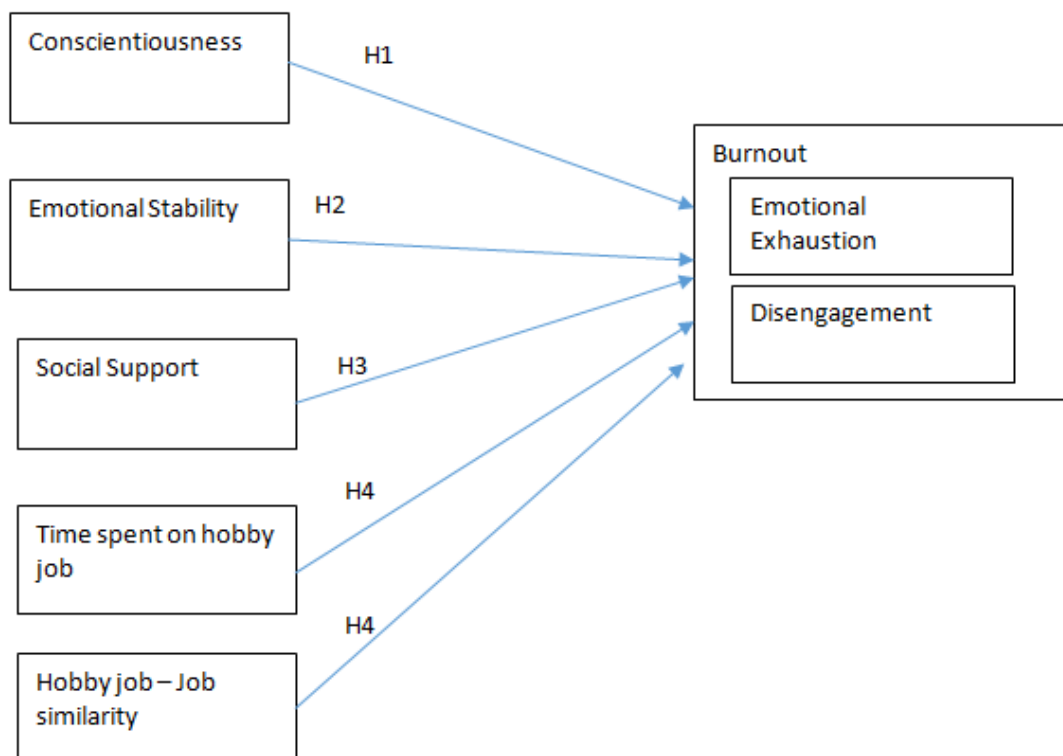 Conscientiousness
H1
Burnout
Emotional
Exhaustion
Emotional Stability
H2
Disengagement
Social Support
H3
Time spent on hobby
job
H4
Hobby job – Job
similarity
H4